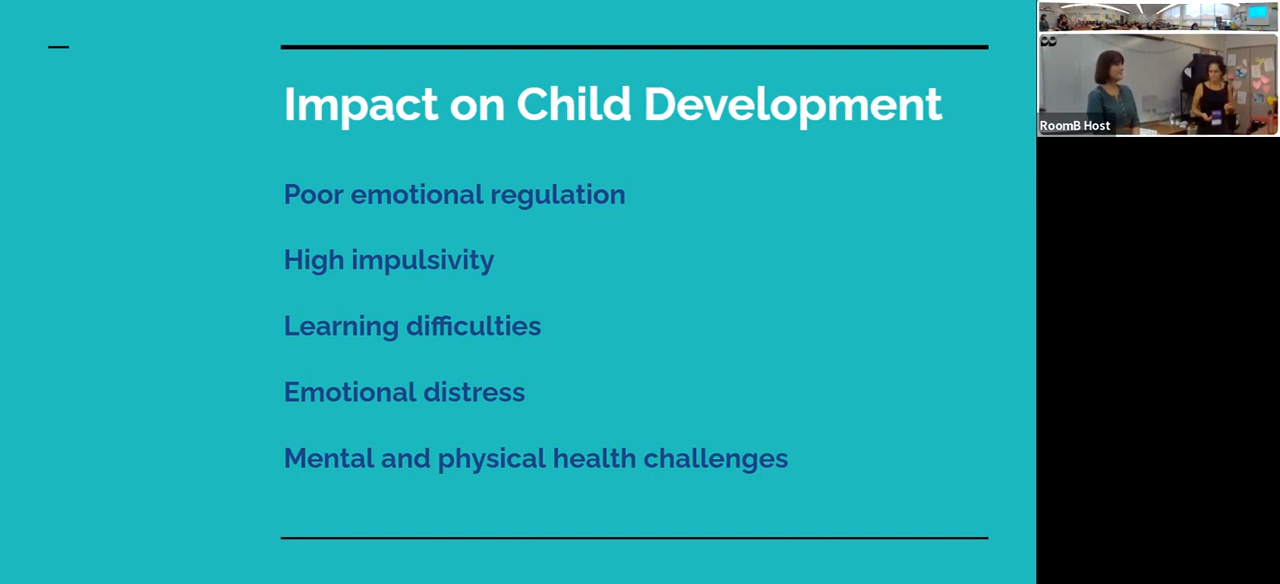 Impact on Child Development
Poor emotional regulation
High impulsivity
Learning difficulties
Emotional distress
Mental and physical health challenges
RoomB Host